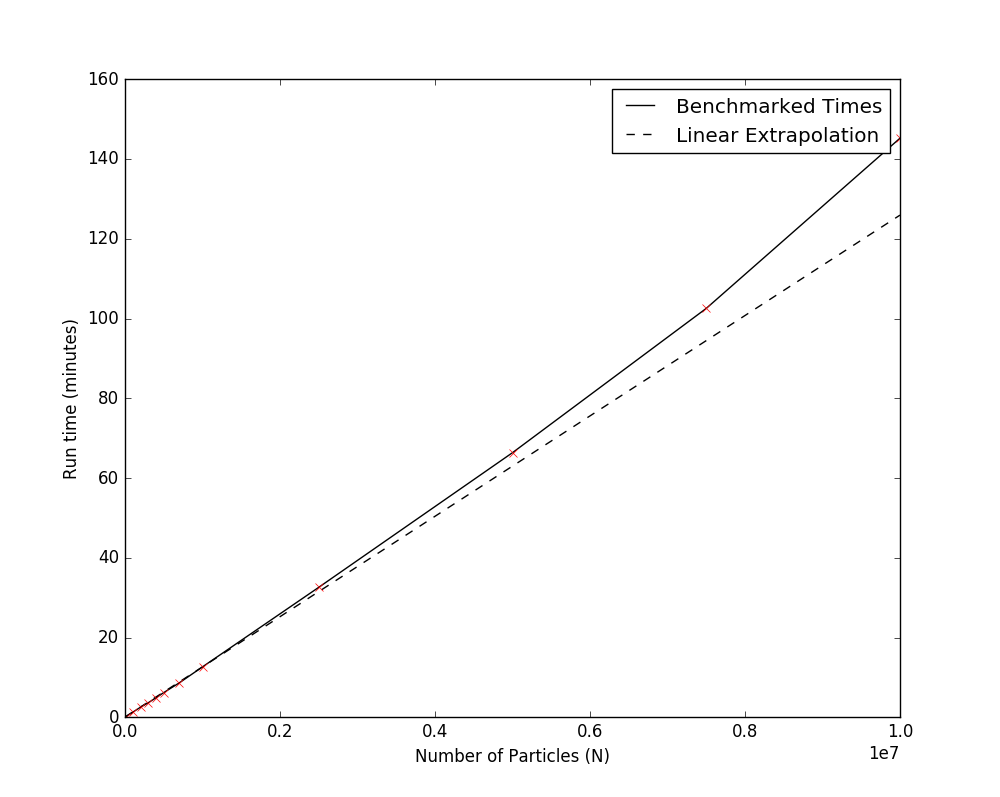 160
140
120
100
80
60
40
20
0
Run time (minutes)
Benchmarked Times
Linear Extrapolation
0.0 0.2 0.4 0.6 0.8 1.0
1e7
Number of Particles (N)